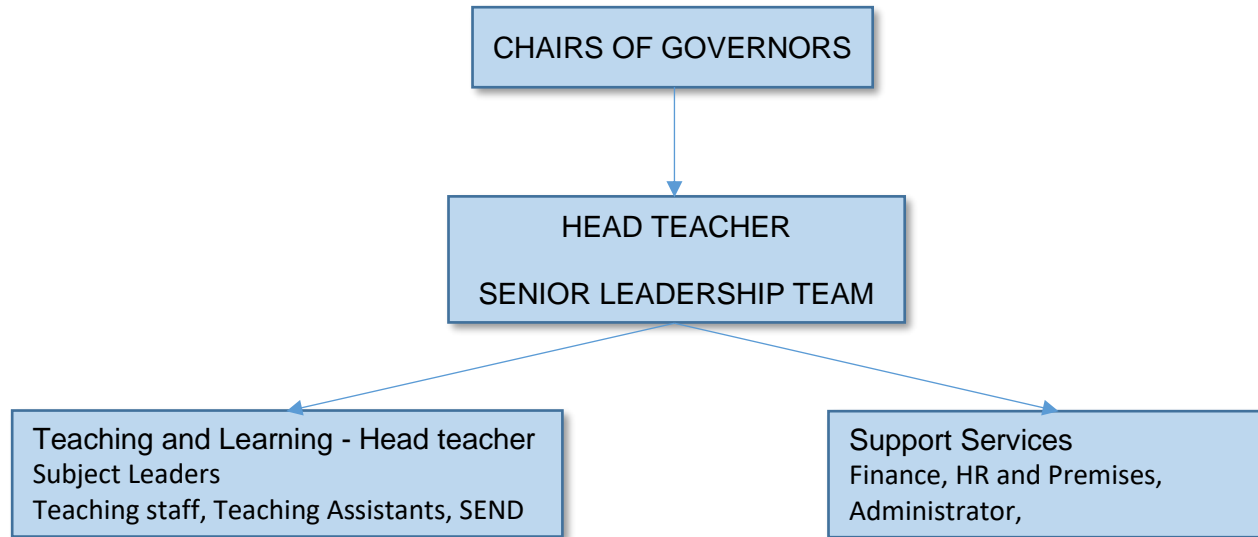 CHAIRS OF GOVERNORS
HEAD TEACHER
SENIOR LEADERSHIP TEAM
Teaching and Learning - Head teacher
Subject Leaders
Teaching staff, Teaching Assistants, SEND
Support Services
Finance, HR and Premises,
Administrator,